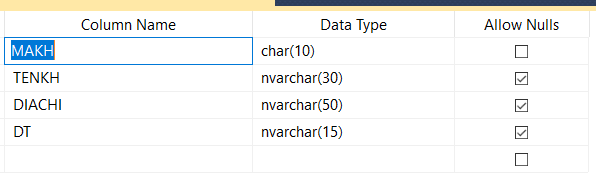 Column Name Data Type Allow Nulls
MAKH char(10)
TENKH nvarchar(30)
DIACHI nvarchar(50)
DT nvarchar(15)